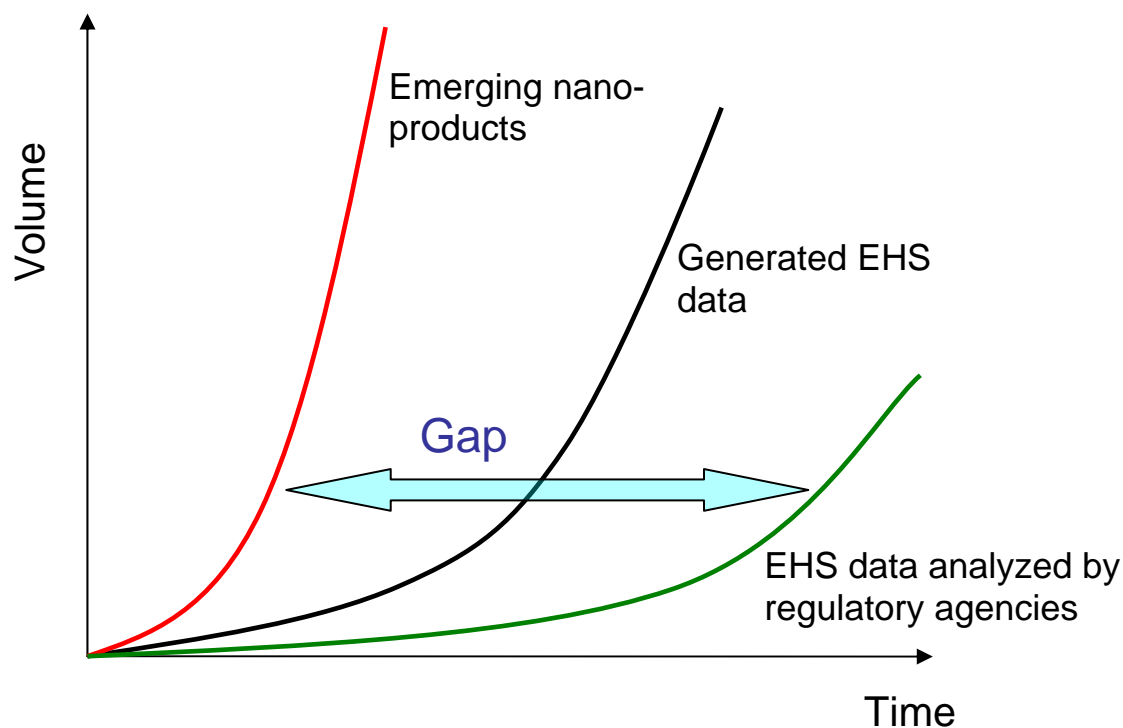 Emerging nano-
products
Volume
Generated EHS
data
Gap
EHS data analyzed by
regulatory agencies
Time